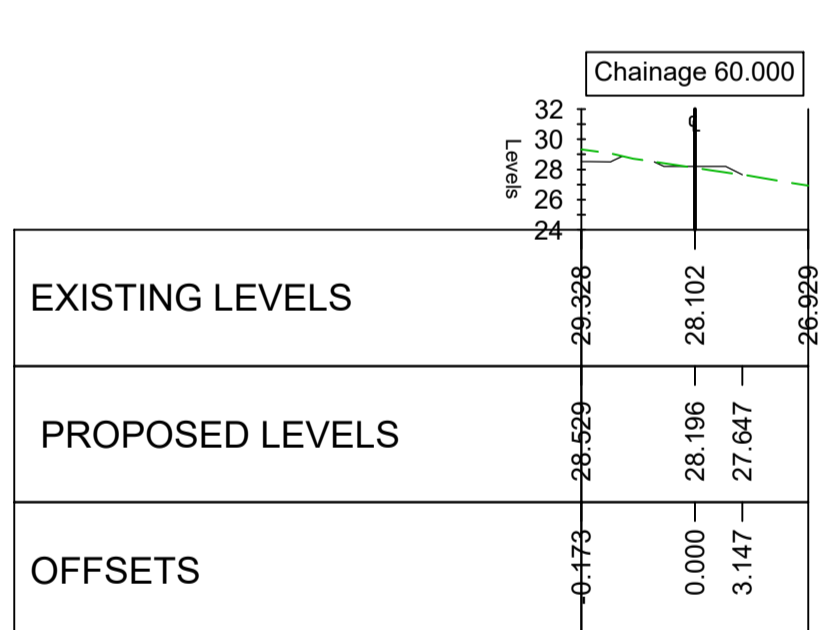 Chainage 60.000
32
30
28
26
24
Levels
EXISTING LEVELS 29.328 28.102 26.929
PROPOSED LEVELS 28.529 28.196 27.647
OFFSETS -0.173 0.000 3.147